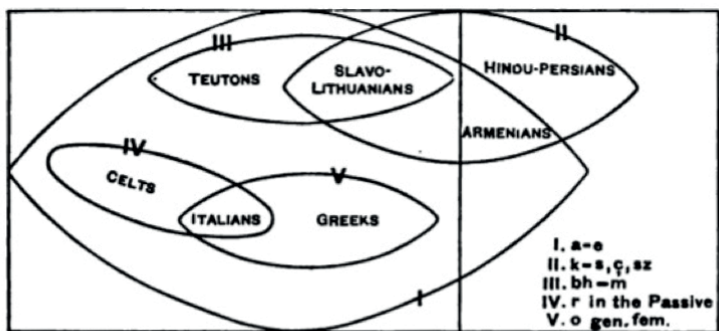 III
II
TEUTONS
SLAVO-
LITHUANIANS
HINDU-PERSIANS
ARMENIANS
IV
CELTS
V
ITALIANS
GREEKS
I
I. a-e
II. k-s, ç, sz
III. bh-m
IV. r in the Passive
V. o gen. fem.